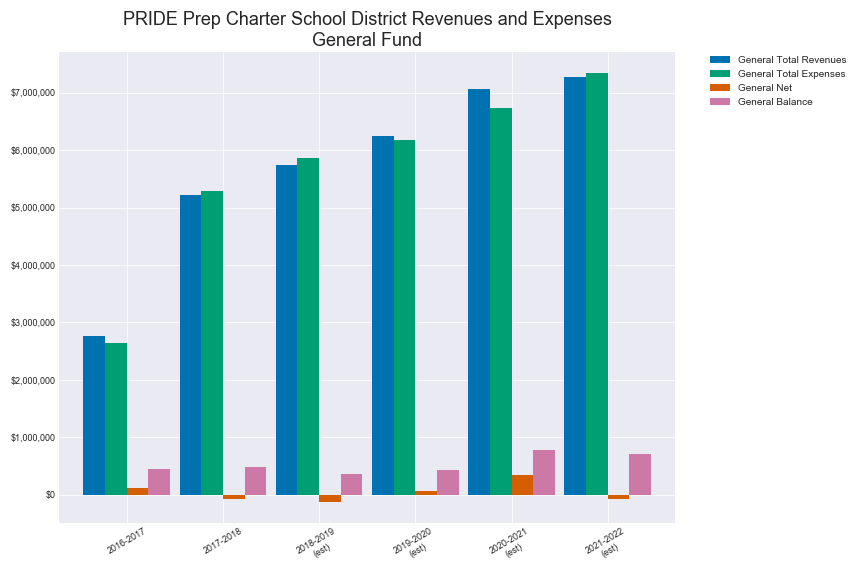 PRIDE Prep Charter School District Revenues and Expenses
General Fund
General Total Revenues
General Total Expenses
General Net
General Balance
$7,000,000
$6,000,000
$5,000,000
$4,000,000
$3,000,000
$2,000,000
$1,000,000
$0
2016-2017
2017-2018
2018-2019
(est)
2019-2020
(est)
2020-2021
(est)
2021-2022
(est)